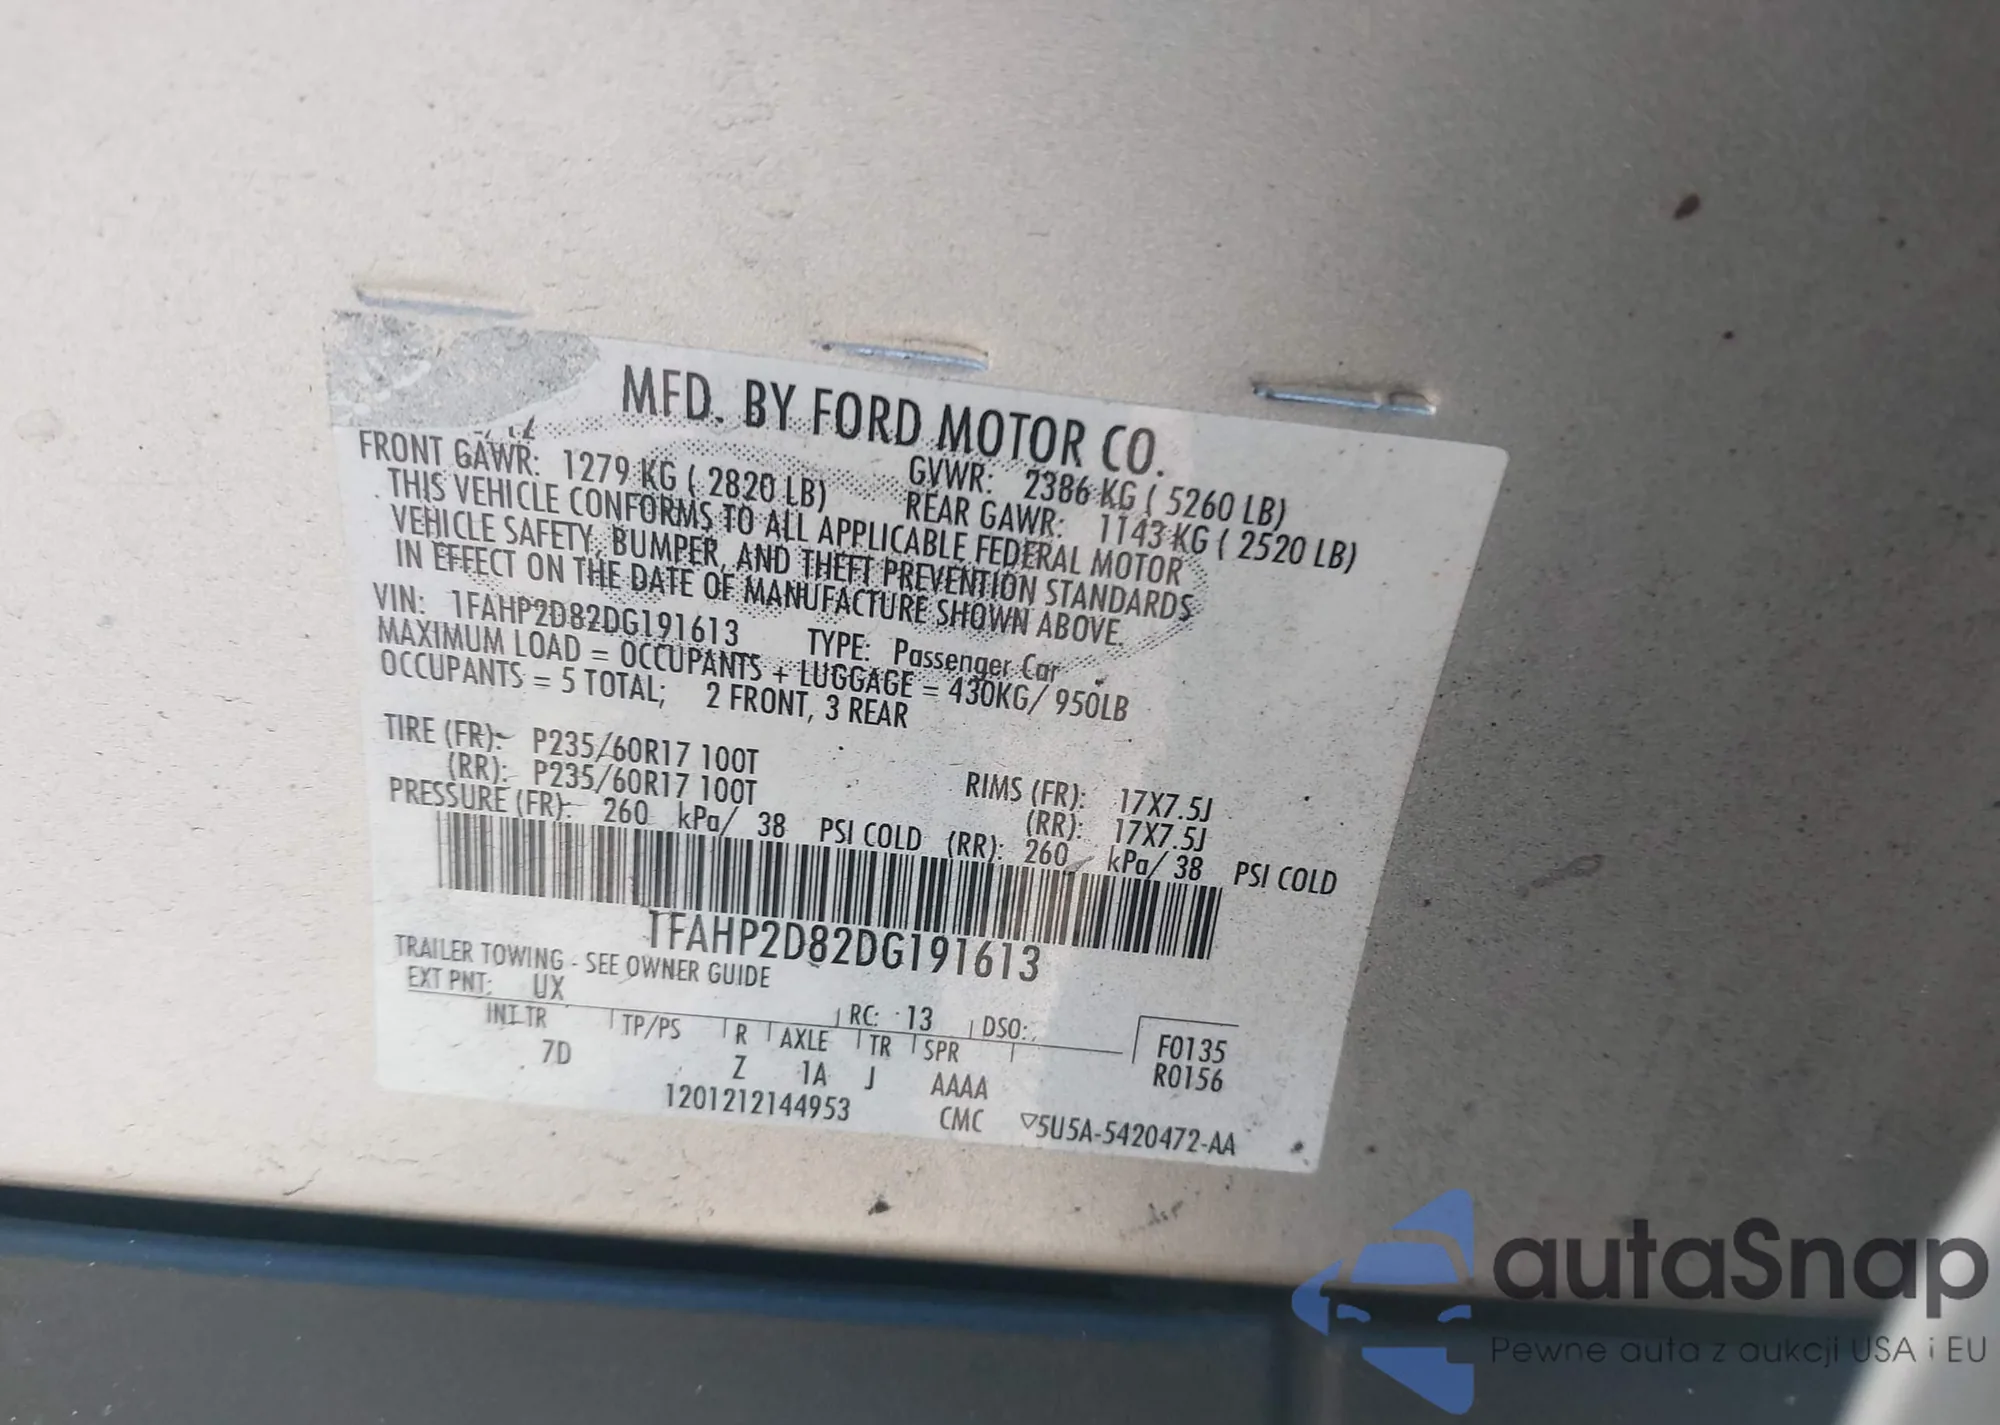 MFD. BY FORD MOTOR CO.
GVWR: 2386 KG ( 5260 LB)
FRONT GAWR: 1279 KG ( 2820 LB) REAR GAWR: 1143 KG ( 2520 LB)
THIS VEHICLE CONFORMS TO ALL APPLICABLE FEDERAL MOTOR
VEHICLE SAFETY, BUMPER, AND THEFT PREVENTION STANDARDS
IN EFFECT ON THE DATE OF MANUFACTURE SHOWN ABOVE.
VIN: 1FAHP2D82DG191613 TYPE: Passenger Car
MAXIMUM LOAD = OCCUPANTS + LUGGAGE = 430KG/ 950LB
OCCUPANTS = 5 TOTAL; 2 FRONT, 3 REAR
TIRE (FR): P235/60R17 100T RIMS (FR): 17X7.5J
(RR): P235/60R17 100T (RR): 17X7.5J
PRESSURE (FR): 260 kPa/ 38 PSI COLD (RR): 260 kPa/ 38 PSI COLD
1FAHP2D82DG191613
TRAILER TOWING - SEE OWNER GUIDE
EXT PNT: UX RC: 13 DSO:
INT TR TP/PS R AXLE TR SPR
7D Z 1A J AAAA
F0135
R0156
1201212144953 CMC ▽5U5A-5420472-AA
autaSnap
Pewne auta z aukcji USA i EU